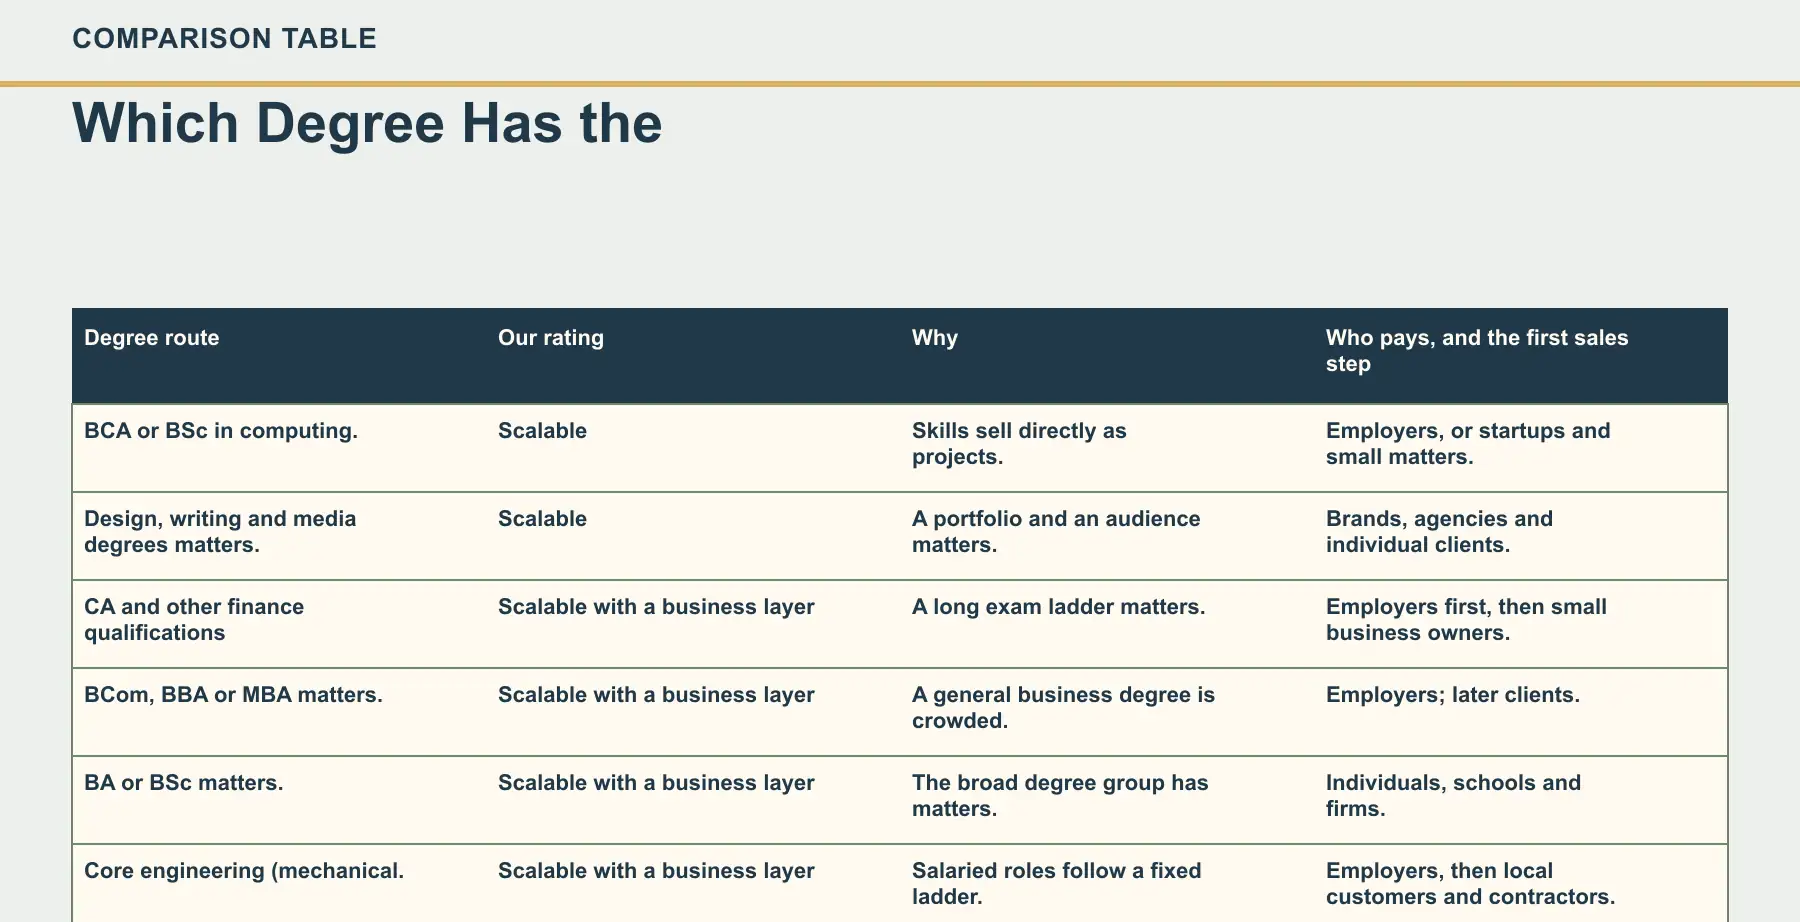 COMPARISON TABLE
Which Degree Has the
Degree route
Our rating
Why
Who pays, and the first sales
step
BCA or BSc in computing.
Scalable
Skills sell directly as
projects.
Employers, or startups and
small matters.
Design, writing and media
degrees matters.
Scalable
A portfolio and an audience
matters.
Brands, agencies and
individual clients.
CA and other finance
qualifications
Scalable with a business layer
A long exam ladder matters.
Employers first, then small
business owners.
BCom, BBA or MBA matters.
Scalable with a business layer
A general business degree is
crowded.
Employers; later clients.
BA or BSc matters.
Scalable with a business layer
The broad degree group has
matters.
Individuals, schools and
firms.
Core engineering (mechanical.
Scalable with a business layer
Salaried roles follow a fixed
ladder.
Employers, then local
customers and contractors.